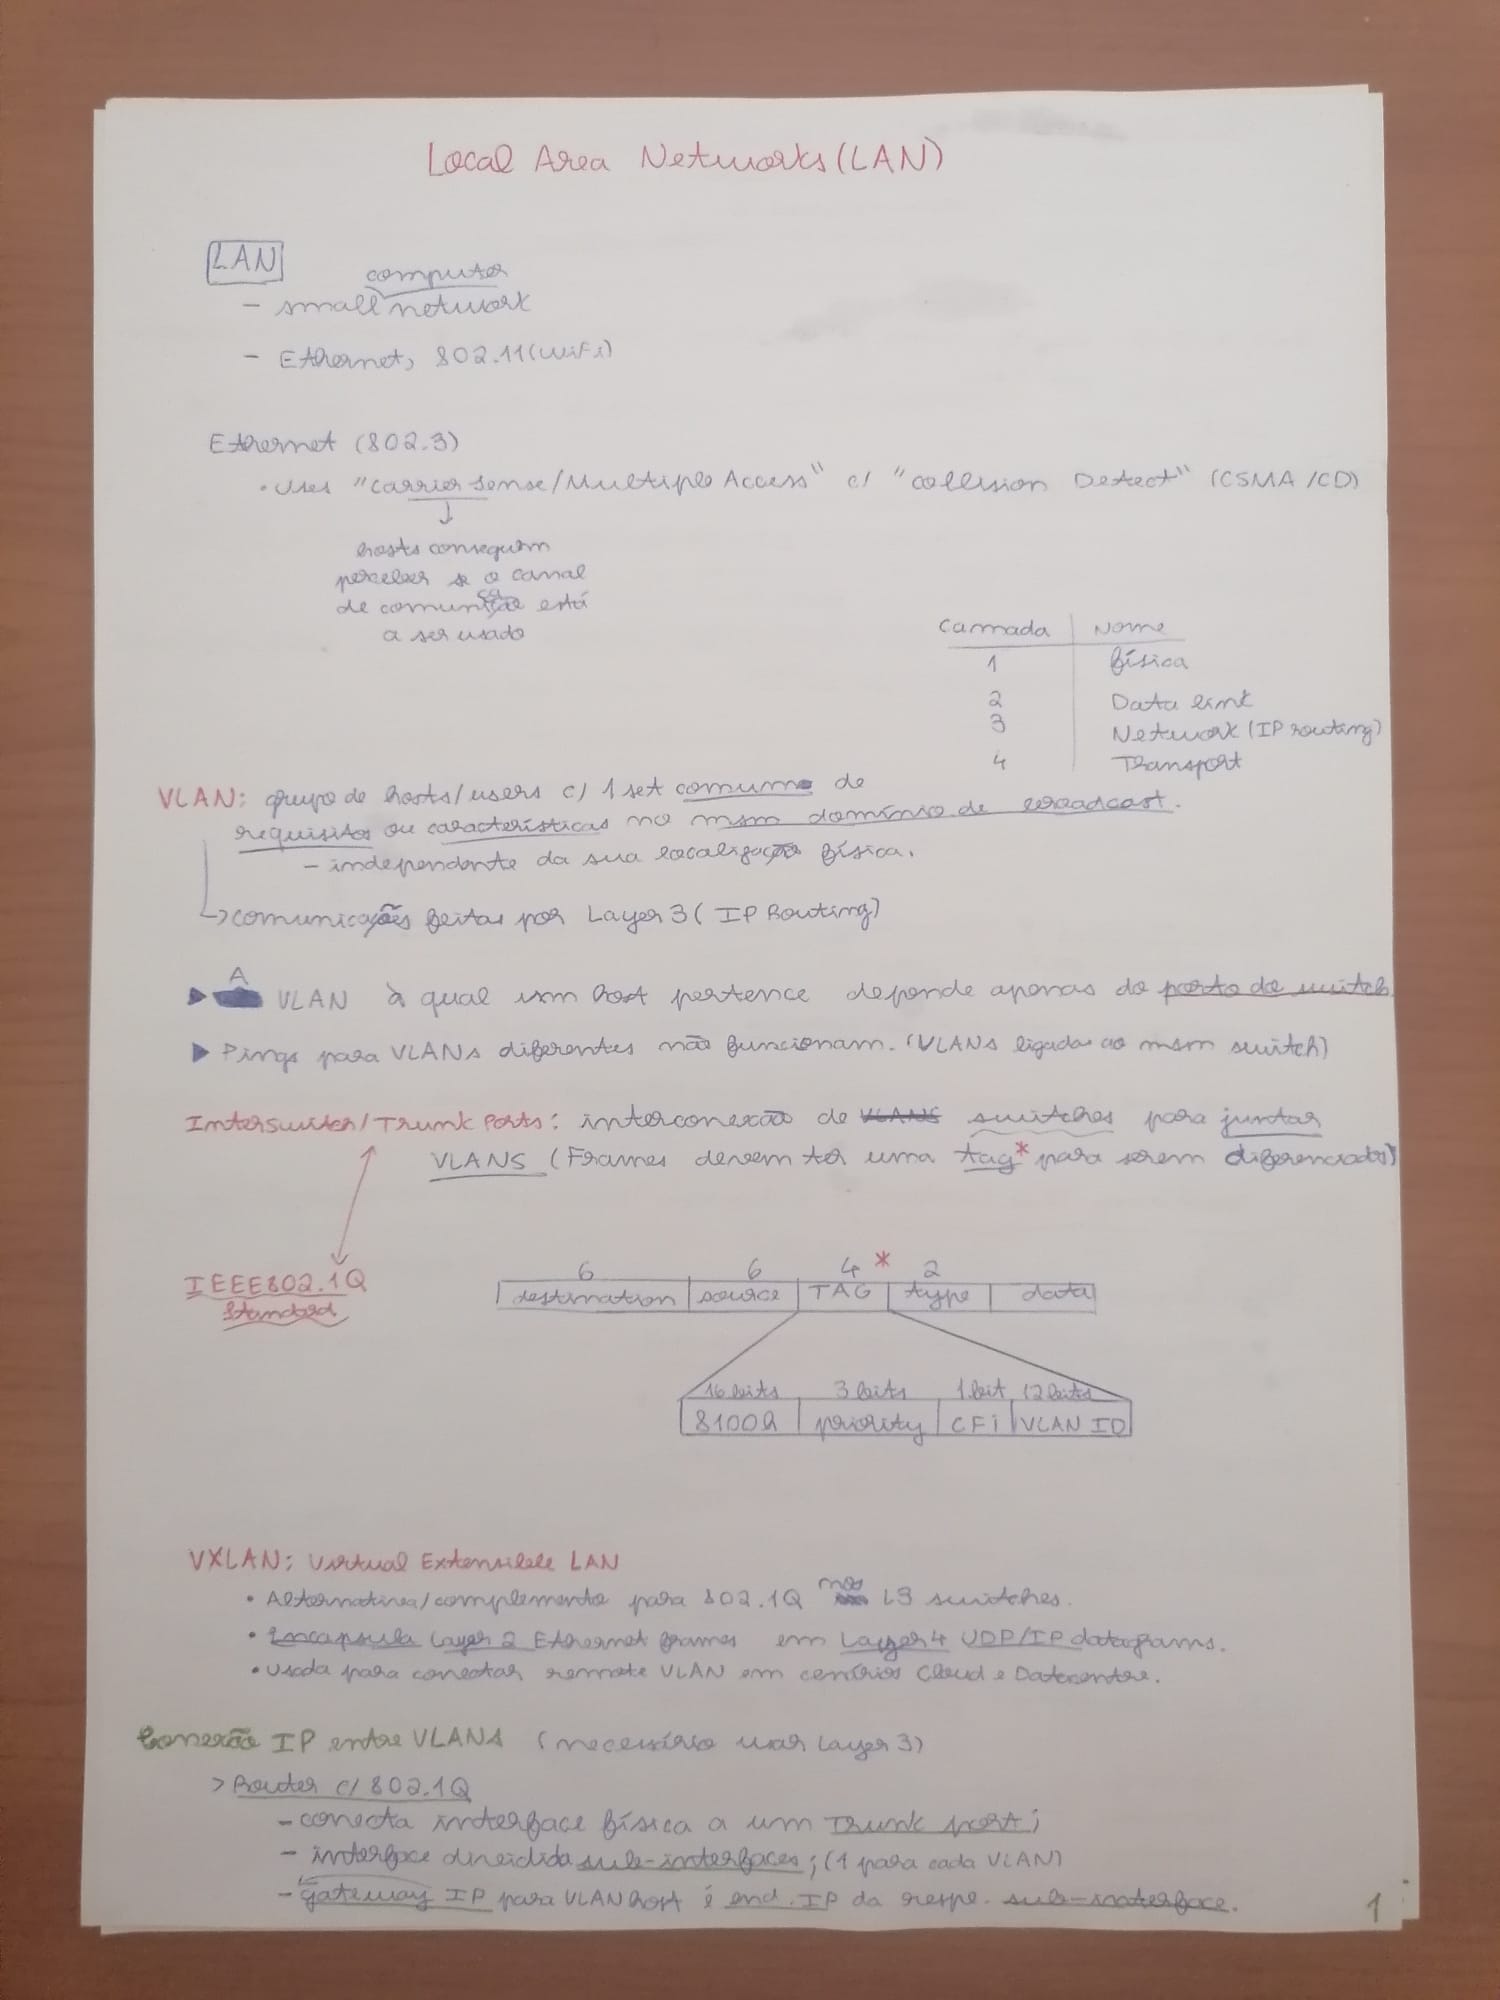 Local Area Networks (LAN)
LAN
computer
- small network
- Ethernet, 802.11 (WiFi)
Ethernet (802.3)
• Uses "Carrier Sense/Multiple Access" c/ "Collision Detect" (CSMA/CD)
hosts conseguem
perceber se o canal
de comunicação está
a ser usado
Camada Nome
1 física
2 Data link
3 Network (IP routing)
4 Transport
VLAN: grupo de hosts/users c/ 1 set comum de
requisitos ou características no msm domínio de broadcast.
- independente da sua localização física.
→ comunicações feitas por Layer 3 (IP Routing)
▶ A VLAN à qual um host pertence depende apenas do porto do switch
▶ Pings para VLANs diferentes não funcionam. (VLANs ligadas ao msm switch)
Interswitch/Trunk Ports: interconexão de VLANS switches para juntar
VLANS (Frames devem ter uma tag* para serem diferenciados)
IEEE802.1Q
Standard
6 6 4 * 2
destination source TAG type data
16 bits 3 bits 1 bit 12 bits
8100h priority CFi VLAN ID
VXLAN: Virtual Extensible LAN
• Alternativa/complemento para 802.1Q nos L3 switches.
• Encapsula Layer 2 Ethernet frames em Layer 4 UDP/IP datagrams.
• Usada para conectar remote VLAN em cenários Cloud e Datacentre.
Conexão IP entre VLANs (necessário usar Layer 3)
> Router c/ 802.1Q
- conecta interface física a um Trunk port;
- interface dividida sub-interfaces; (1 para cada VLAN)
- gateway IP para VLAN host é end. IP da respe. sub-interface.
1